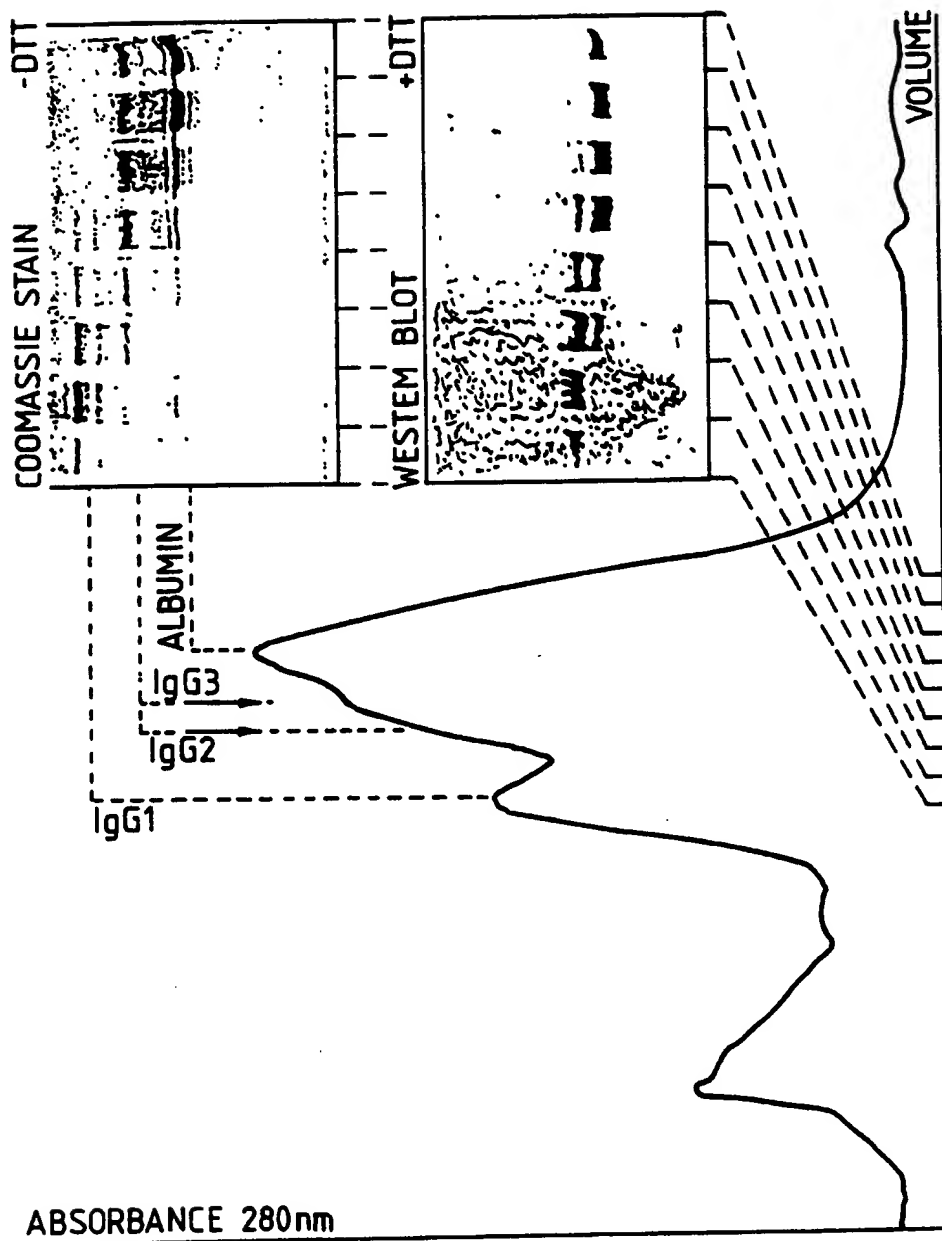 COOMASSIE STAIN -DTT
WESTEM BLOT +DTT
ALBUMIN
IgG3
IgG2
IgG1
VOLUME
ABSORBANCE 280nm